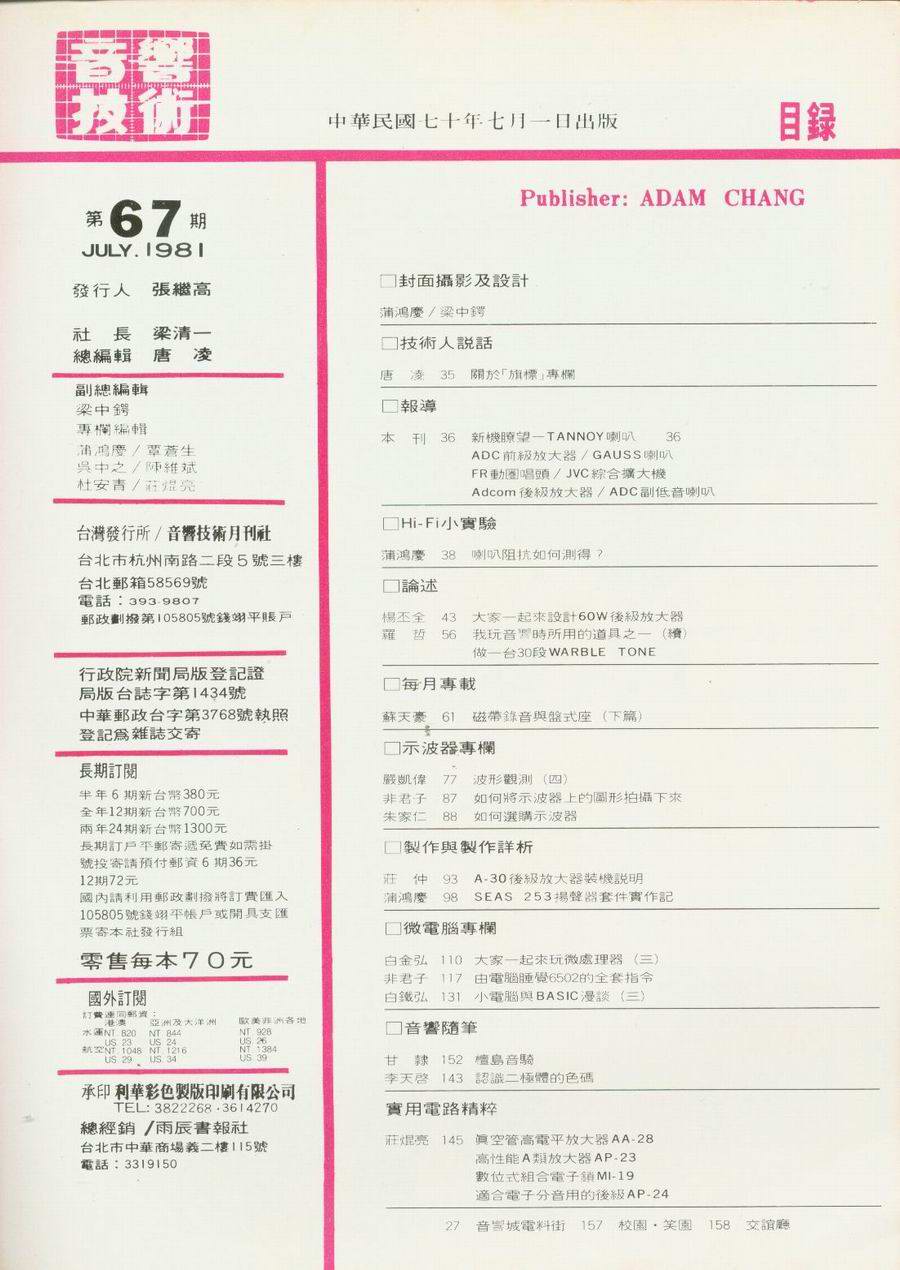 音響
技術
中華民國七十年七月一日出版
目録
第67期
JULY. 1981
發行人 張繼高
社 長 梁清一
總編輯 唐 凌
副總編輯
梁中鍔
專欄編輯
蒲鴻慶/覃蒼生
吳中之/陳維斌
杜安青/莊焜亮
台灣發行所/音響技術月刊社
台北市杭州南路二段5號三樓
台北郵箱58569號
電話:393-9807
郵政劃撥第105805號錢翊平賬戶
行政院新聞局版登記證
局版台誌字第1434號
中華郵政台字第3768號執照
登記爲雜誌交寄
長期訂閱
半年6期新台幣380元
全年12期新台幣700元
兩年24期新台幣1300元
長期訂戶平郵寄遞免費如需掛
號投寄請預付郵資6期36元
12期72元
國內請利用郵政劃撥將訂費匯入
105805號錢翊平帳戶或開具支匯
票寄本社發行組
零售每本70元
國外訂閱
訂費連同郵資:
港澳 亞洲及大洋洲 歐美非洲各地
水運NT.820 NT.844 NT.928
US.23 US.24 US.26
航空NT.1048 NT.1216 NT.1384
US.29 US.34 US.39
承印 利華彩色製版印刷有限公司
TEL: 3822268·3614270
總經銷/雨辰書報社
台北市中華商場義二樓115號
電話:3319150
Publisher: ADAM CHANG
□封面攝影及設計
蒲鴻慶/梁中鍔
□技術人説話
唐 凌 35 關於「旗標」專欄
□報導
本 刊 36 新機瞭望—TANNOY喇叭 36
ADC前級放大器/GAUSS喇叭
FR動圈唱頭/JVC綜合擴大機
Adcom後級放大器/ADC副低音喇叭
□Hi-Fi小實驗
蒲鴻慶 38 喇叭阻抗如何測得?
□論述
楊丕全 43 大家一起來設計60W後級放大器
羅 哲 56 我玩音響時所用的道具之一(續)
做一台30段WARBLE TONE
□每月專載
蘇天豪 61 磁帶錄音與盤式座(下篇)
□示波器專欄
嚴凱偉 77 波形觀測(四)
非君子 87 如何將示波器上的圖形拍攝下來
朱家仁 88 如何選購示波器
□製作與製作詳析
莊 仲 93 A-30後級放大器裝機說明
蒲鴻慶 98 SEAS 253揚聲器套件實作記
□微電腦專欄
白金弘 110 大家一起來玩微處理器(三)
非君子 117 由電腦睡覺6502的全套指令
白鐵弘 131 小電腦與BASIC漫談(三)
□音響隨筆
甘 隸 152 檀島音騎
李天啓 143 認識二極體的色碼
實用電路精粹
莊焜亮 145 眞空管高電平放大器AA-28
高性能A類放大器AP-23
數位式組合電子鎖MI-19
適合電子分音用的後級AP-24
27 音響城電料街 157 校園·笑園 158 交誼廳